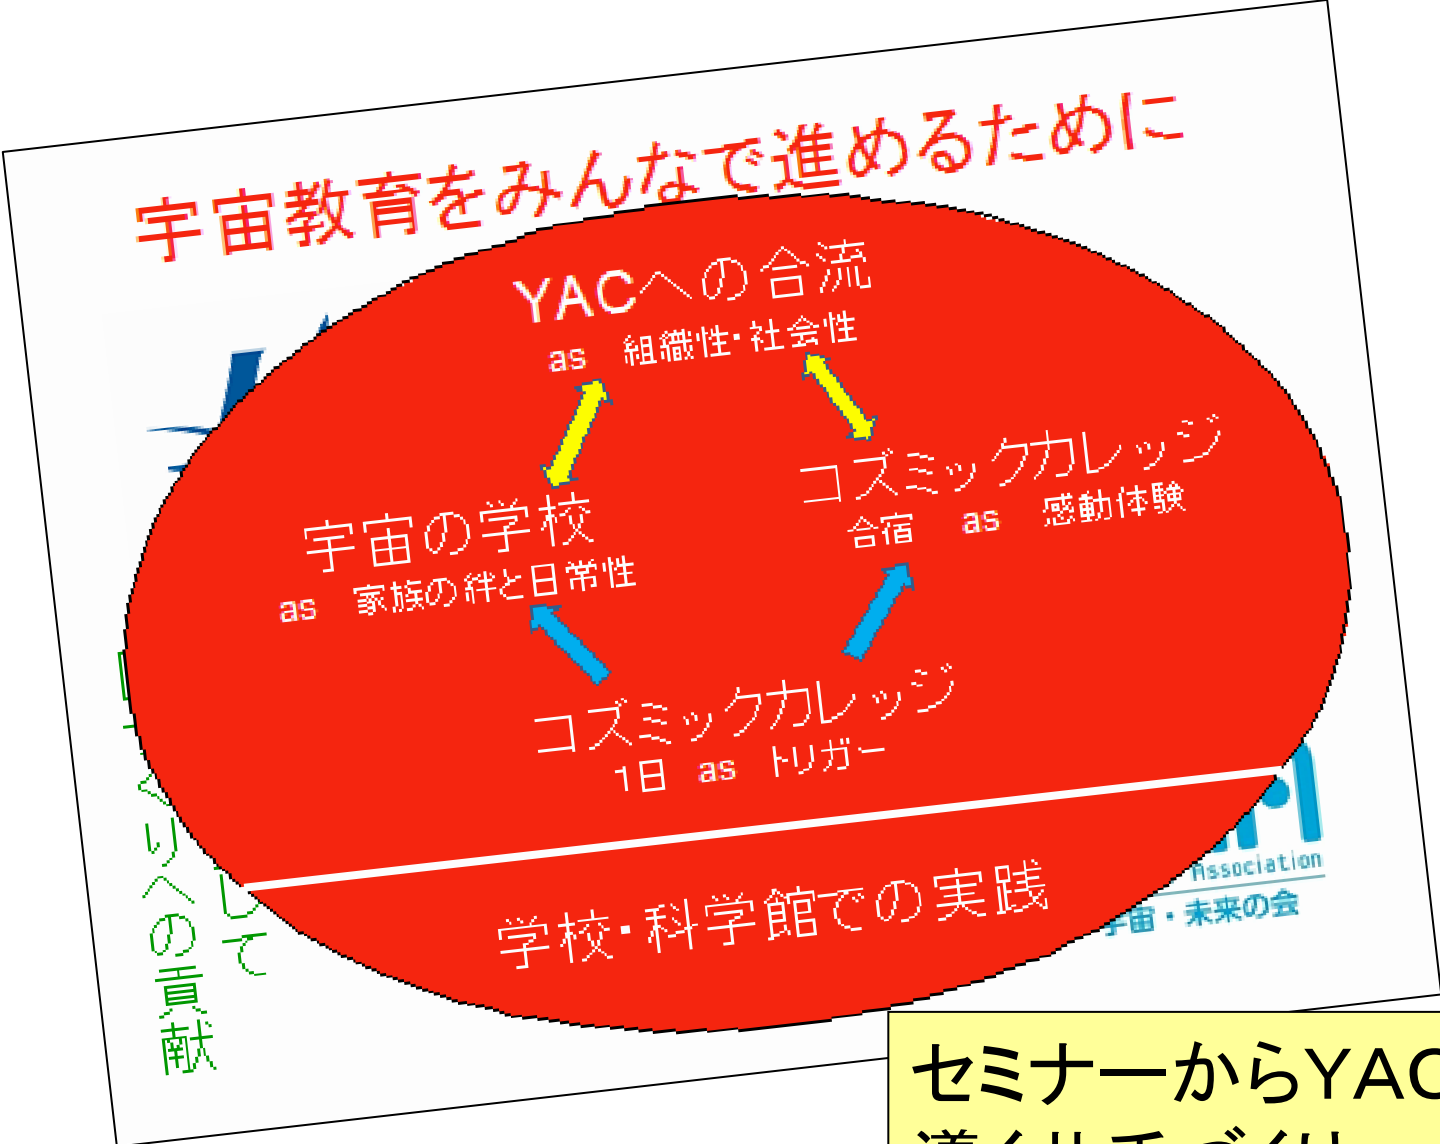 宇宙教育をみんなで進めるために
YACへの合流
as 組織性・社会性
宇宙の学校
as 家族の絆と日常性
コズミックカレッジ
合宿 as 感動体験
コズミックカレッジ
1日 as トリガー
学校・科学館での実践
して
くりへの貢献
Association
宇宙・未来の会
セミナーからYAC